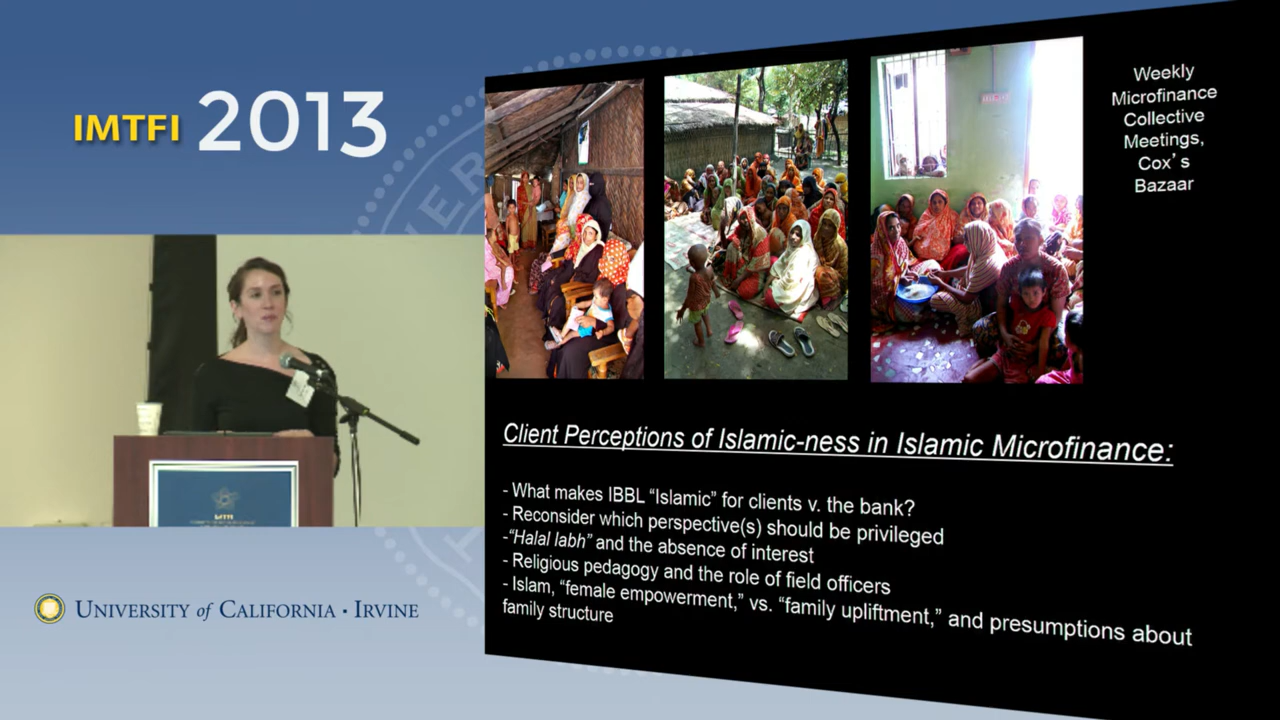 IMTFI 2013
Weekly
Microfinance
Collective
Meetings,
Cox's
Bazaar
Client Perceptions of Islamic-ness in Islamic Microfinance:
- What makes IBBL “Islamic” for clients v. the bank?
- Reconsider which perspective(s) should be privileged
-“Halal labh” and the absence of interest
- Religious pedagogy and the role of field officers
- Islam, “female empowerment,” vs. “family upliftment,” and presumptions about
family structure
IMTFI
UNIVERSITY of CALIFORNIA · IRVINE